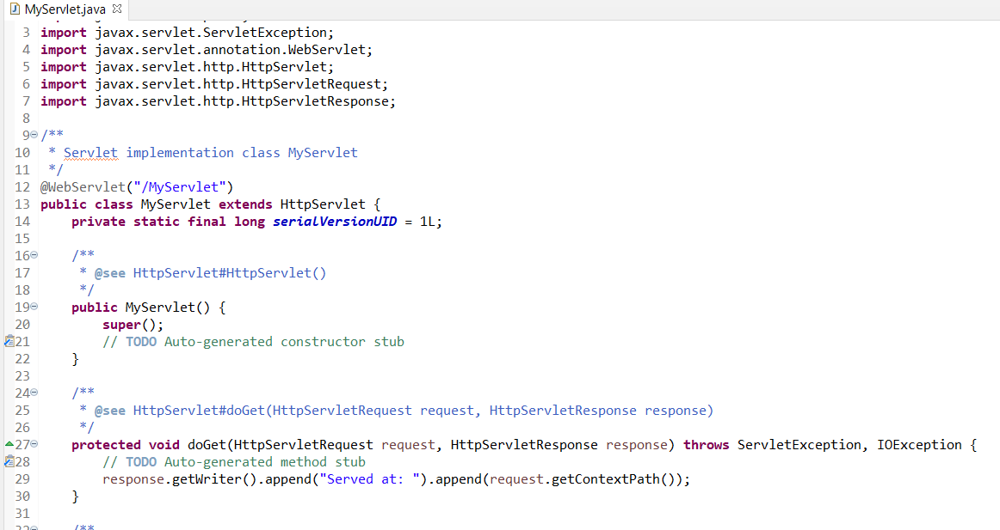 MyServlet.java
3 import javax.servlet.ServletException;
4 import javax.servlet.annotation.WebServlet;
5 import javax.servlet.http.HttpServlet;
6 import javax.servlet.http.HttpServletRequest;
7 import javax.servlet.http.HttpServletResponse;
8
9 /**
10  * Servlet implementation class MyServlet
11  */
12 @WebServlet("/MyServlet")
13 public class MyServlet extends HttpServlet {
14     private static final long serialVersionUID = 1L;
15
16     /**
17      * @see HttpServlet#HttpServlet()
18      */
19     public MyServlet() {
20         super();
21         // TODO Auto-generated constructor stub
22     }
23
24     /**
25      * @see HttpServlet#doGet(HttpServletRequest request, HttpServletResponse response)
26      */
27     protected void doGet(HttpServletRequest request, HttpServletResponse response) throws ServletException, IOException {
28         // TODO Auto-generated method stub
29         response.getWriter().append("Served at: ").append(request.getContextPath());
30     }
31
32     /**